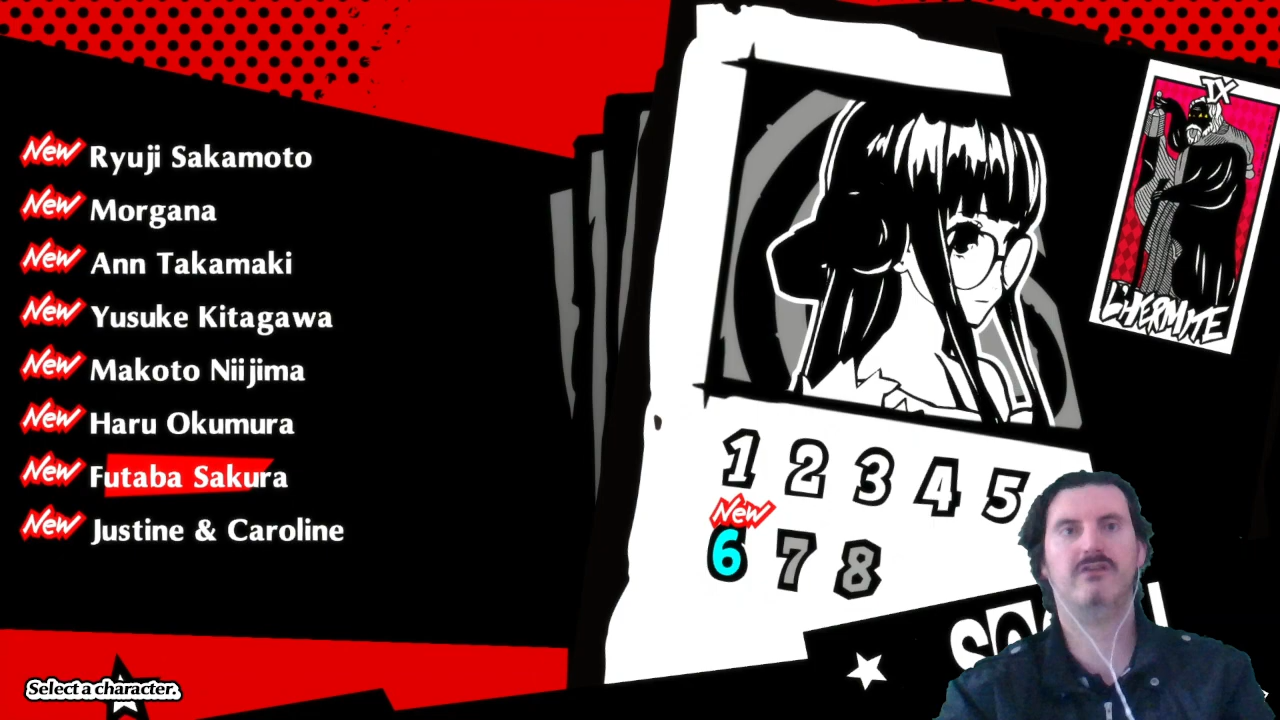 New Ryuji Sakamoto
New Morgana
New Ann Takamaki
New Yusuke Kitagawa
New Makoto Niijima
New Haru Okumura
New Futaba Sakura
New Justine & Caroline
Select a character.
IX
L'HERMITE
1 2 3 4 5
New
6 7 8